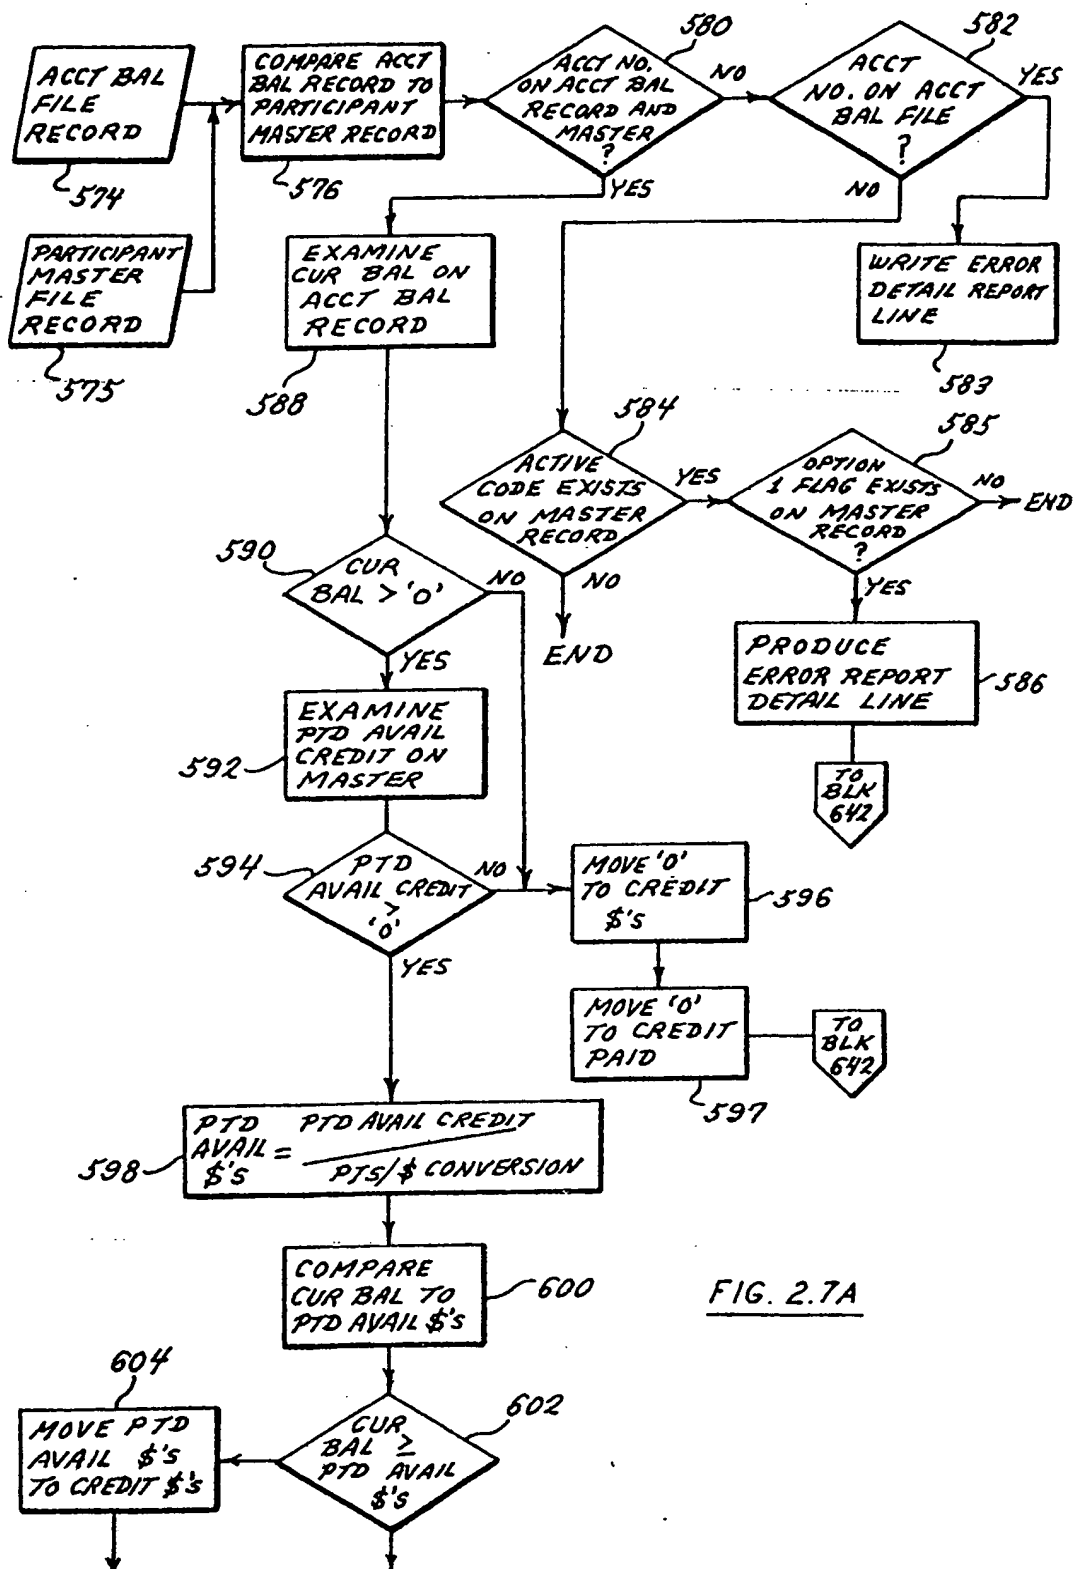 ACCT BAL
FILE
RECORD
574
COMPARE ACCT
BAL RECORD TO
PARTICIPANT
MASTER RECORD
576
ACCT NO.
ON ACCT BAL
RECORD AND
MASTER
?
580
NO
YES
ACCT
NO. ON ACCT
BAL FILE
?
582
YES
NO
PARTICIPANT
MASTER
FILE
RECORD
575
EXAMINE
CUR BAL ON
ACCT BAL
RECORD
588
WRITE ERROR
DETAIL REPORT
LINE
583
ACTIVE
CODE EXISTS
ON MASTER
RECORD
584
YES
NO
END
OPTION
1 FLAG EXISTS
ON MASTER
RECORD
?
585
NO
END
YES
CUR
BAL > '0'
590
NO
YES
PRODUCE
ERROR REPORT
DETAIL LINE
586
TO
BLK
642
EXAMINE
PTD AVAIL
CREDIT ON
MASTER
592
PTD
AVAIL CREDIT
>
'0'
594
NO
YES
MOVE '0'
TO CREDIT
$'s
596
MOVE '0'
TO CREDIT
PAID
597
TO
BLK
642
PTD AVAIL $'s = PTD AVAIL CREDIT
PTS/$ CONVERSION
598
COMPARE
CUR BAL TO
PTD AVAIL $'s
600
FIG. 2.7A
604
MOVE PTD
AVAIL $'s
TO CREDIT $'s
CUR
BAL ≥
PTD AVAIL
$'s
602